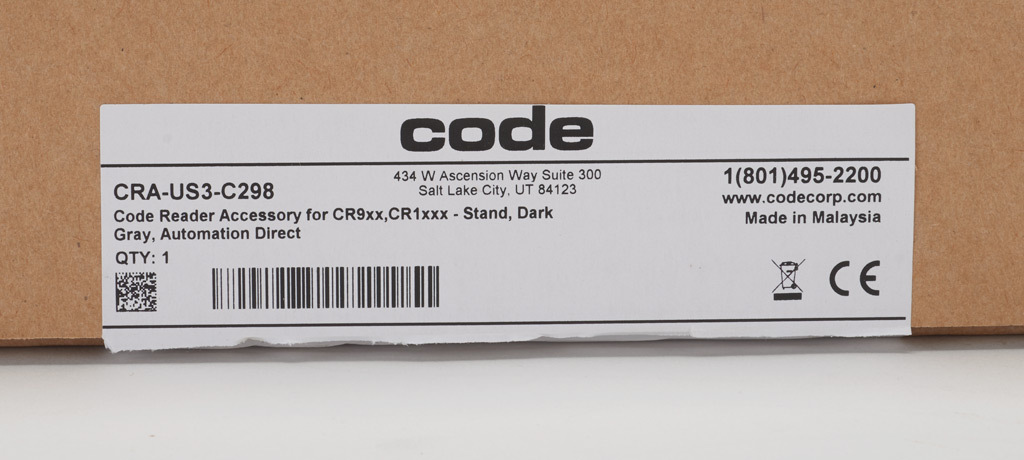 code
434 W Ascension Way Suite 300
Salt Lake City, UT 84123
1(801)495-2200
www.codecorp.com
Made in Malaysia
CRA-US3-C298
Code Reader Accessory for CR9xx,CR1xxx - Stand, Dark
Gray, Automation Direct
QTY: 1
CE